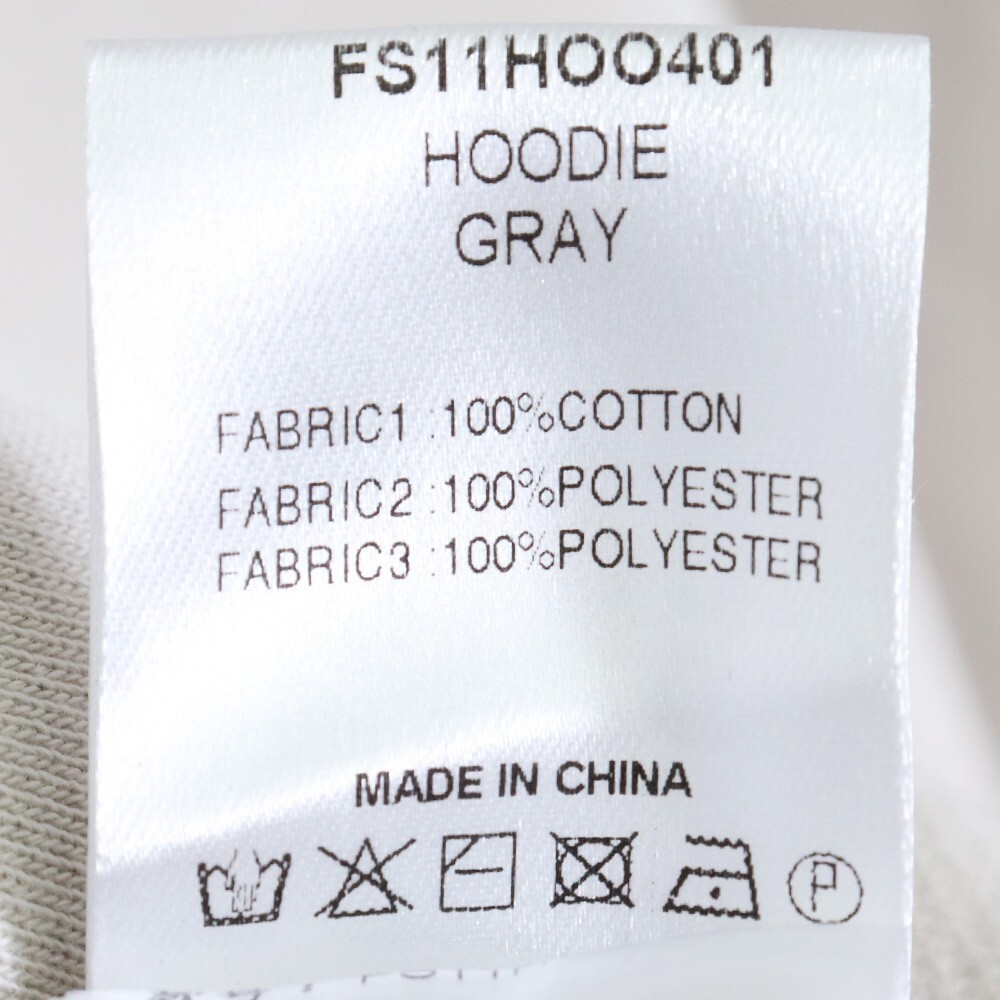 FS11HOO401
HOODIE
GRAY
FABRIC1 :100%COTTON
FABRIC2 :100%POLYESTER
FABRIC3 :100%POLYESTER
MADE IN CHINA
P